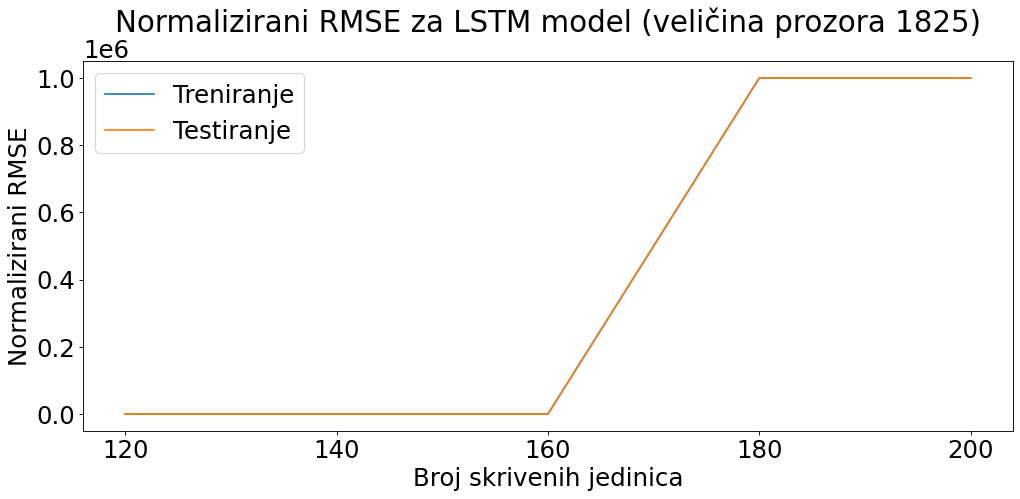 Normalizirani RMSE za LSTM model (veličina prozora 1825)
1e6
1.0
0.8
0.6
0.4
0.2
0.0
Normalizirani RMSE
Treniranje
Testiranje
120 140 160 180 200
Broj skrivenih jedinica